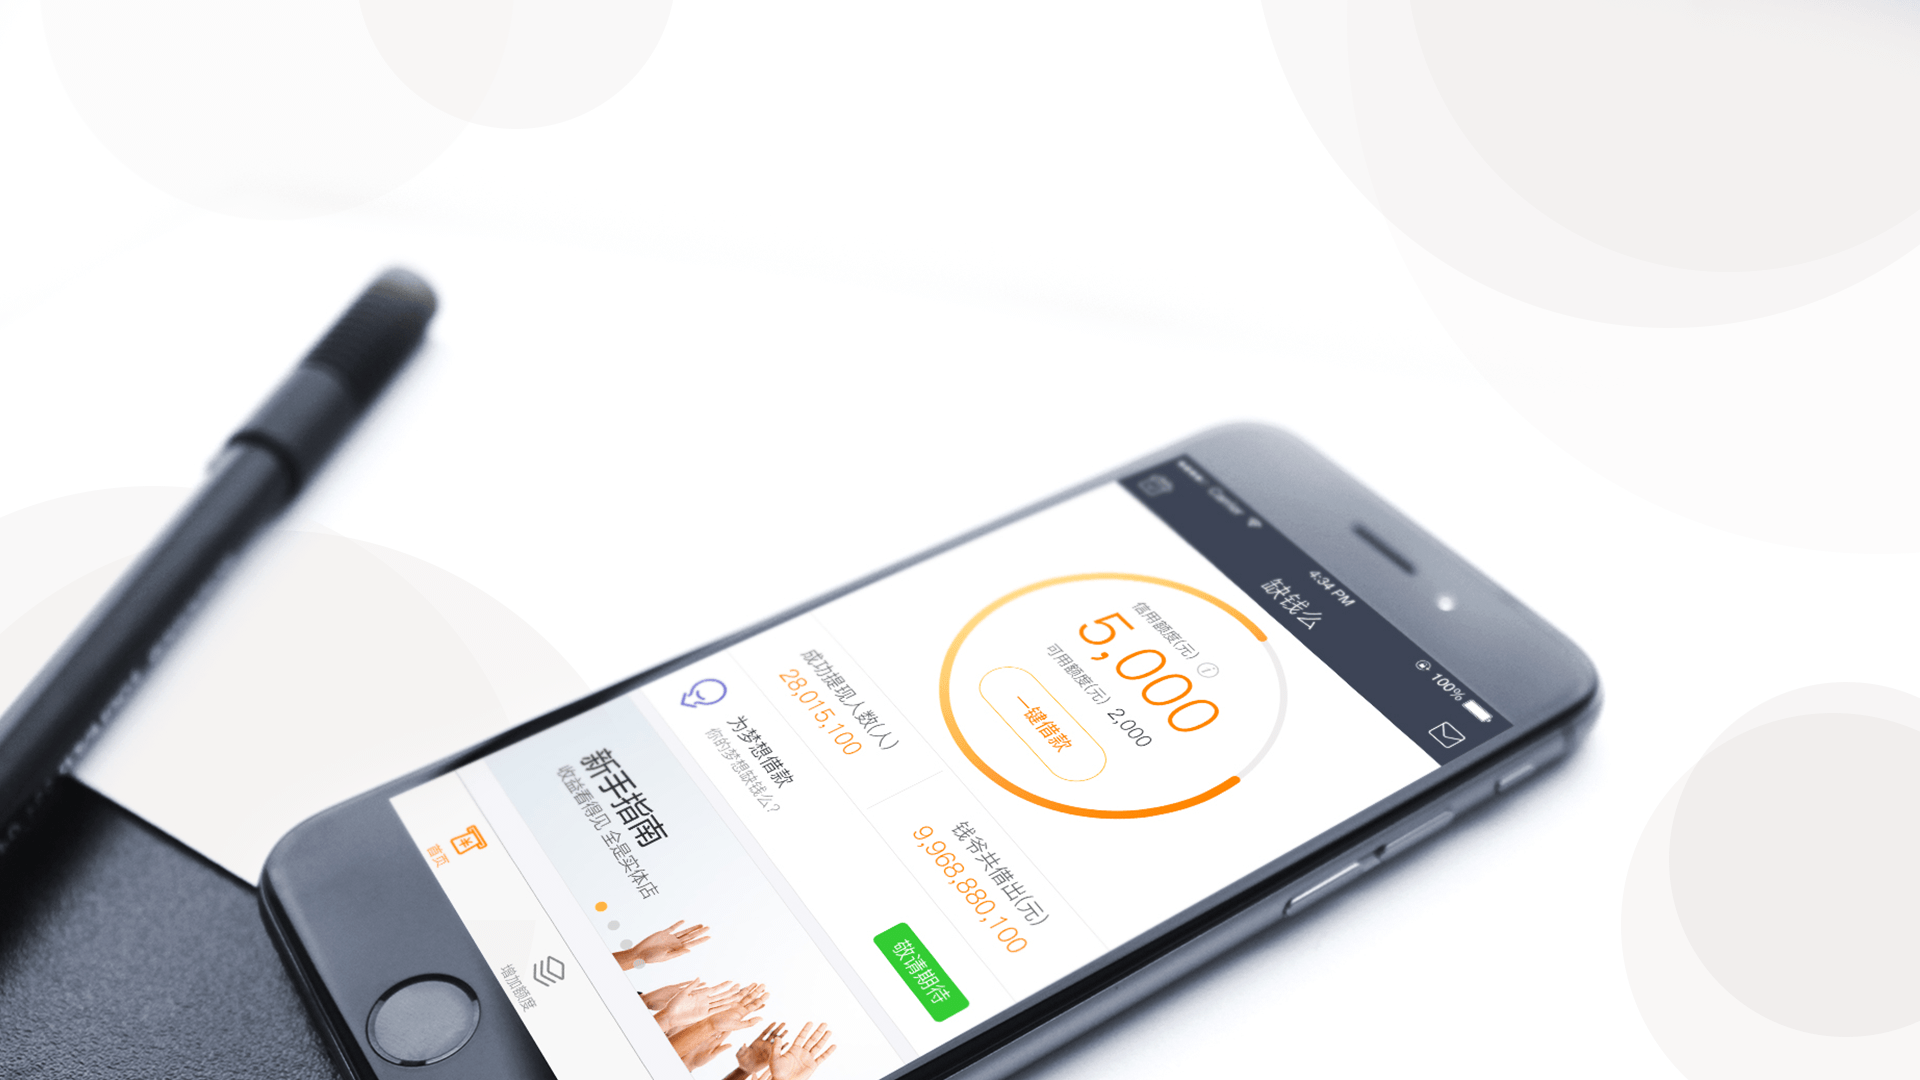 Carrier
4:34 PM
100%
缺钱么
信用额度(元)
5,000
可用额度(元) 2,000
一键借款
成功提现人数(人)
28,015,100
钱爷共借出(元)
9,968,880,100
为梦想借款
你的梦想缺钱么?
敬请期待
新手指南
收益看得见 全是实体店
首页
增加额度